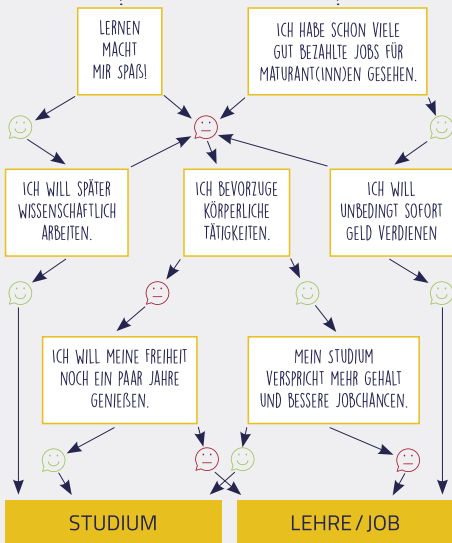 LERNEN
MACHT
MIR SPAß!
ICH HABE SCHON VIELE
GUT BEZAHLTE JOBS FÜR
MATURANT(INN)EN GESEHEN.
ICH WILL SPÄTER
WISSENSCHAFTLICH
ARBEITEN.
ICH BEVORZUGE
KÖRPERLICHE
TÄTIGKEITEN.
ICH WILL
UNBEDINGT SOFORT
GELD VERDIENEN
ICH WILL MEINE FREIHEIT
NOCH EIN PAAR JAHRE
GENIEßEN.
MEIN STUDIUM
VERSPRICHT MEHR GEHALT
UND BESSERE JOBCHANCEN.
STUDIUM
LEHRE / JOB